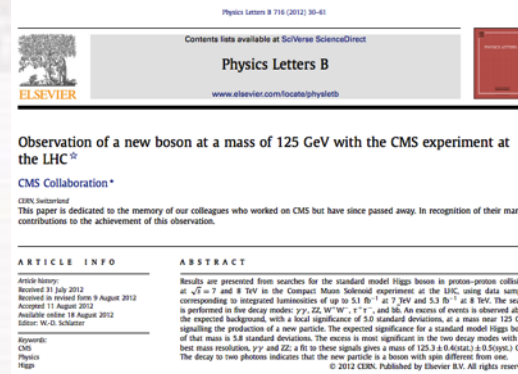 Physics Letters B 716 (2012) 30–61
Contents lists available at SciVerse ScienceDirect
Physics Letters B
www.elsevier.com/locate/physletb
ELSEVIER
PHYSICS LETTERS B
Observation of a new boson at a mass of 125 GeV with the CMS experiment at
the LHC ☆
CMS Collaboration *
CERN, Switzerland
This paper is dedicated to the memory of our colleagues who worked on CMS but have since passed away. In recognition of their
contributions to the achievement of this observation.
ARTICLE INFO
Article history:
Received 31 July 2012
Received in revised form 9 August 2012
Accepted 11 August 2012
Available online 18 August 2012
Editor: W.-D. Schlatter
Keywords:
CMS
Physics
Higgs
ABSTRACT
Results are presented from searches for the standard model Higgs boson in proton–proton
at √s = 7 and 8 TeV in the Compact Muon Solenoid experiment at the LHC, using data
corresponding to integrated luminosities of up to 5.1 fb⁻¹ at 7 TeV and 5.3 fb⁻¹ at 8 TeV. The
is performed in five decay modes: γγ, ZZ, W⁺W⁻, τ⁺τ⁻, and bb. An excess of events is observed
the expected background, with a local significance of 5.0 standard deviations, at a mass near 125
signalling the production of a new particle. The expected significance for a standard model Higgs
of that mass is 5.8 standard deviations. The excess is most significant in the two decay modes with
best mass resolution, γγ and ZZ; a fit to these signals gives a mass of 125.3 ± 0.4(stat.) ± 0.5(syst.)
The decay to two photons indicates that the new particle is a boson with spin different from one.
© 2012 CERN. Published by Elsevier B.V. All rights